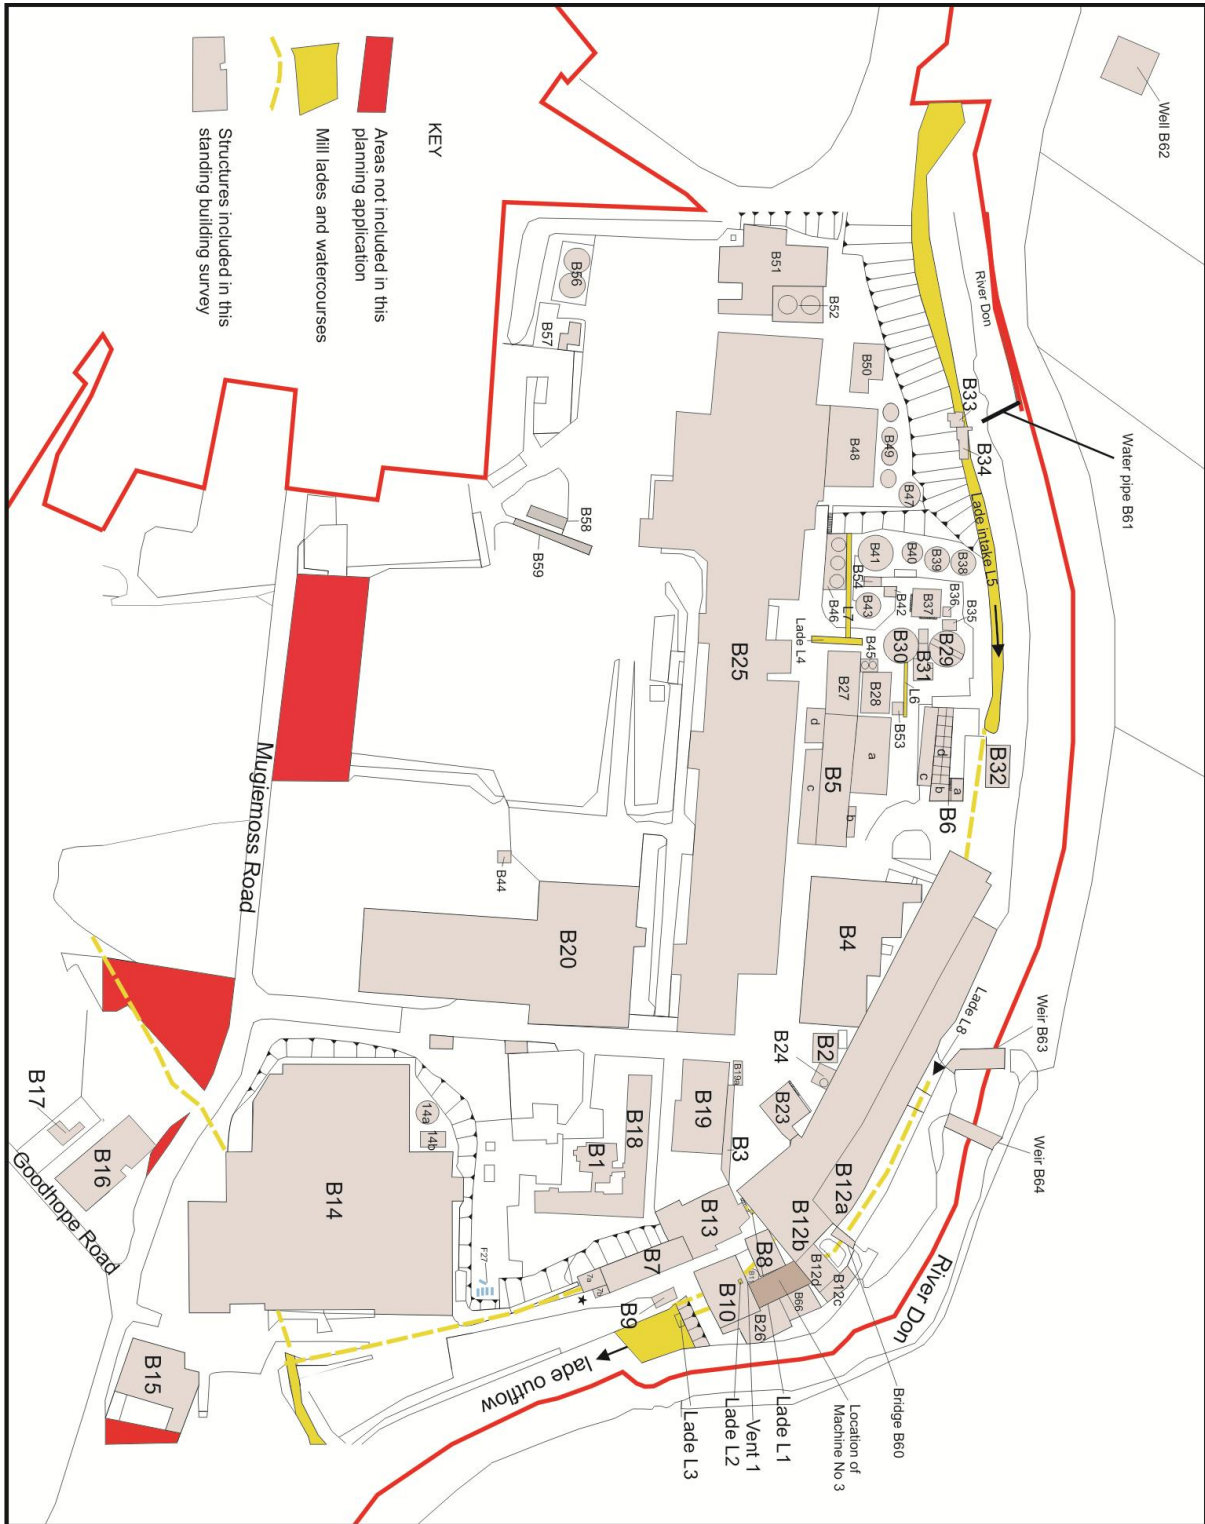 KEY
Areas not included in this
planning application
Mill lades and watercourses
Structures included in this
standing building survey
Well B62
Water pipe B61
River Don
B33
B34
Lade intake L5
B51
B52
B50
B48
B49
B47
B56
B57
B58
B59
B41
B40
B39
B38
B36
B35
B37
B42
B54
B43
B46
L7
Lade L4
B45
B30
B29
B31
L6
B53
B27
B28
B25
B5
a
b
c
d
B32
B6
a
b
c
d
B4
Lade L8
Weir B63
Weir B64
B2
B24
B23
B44
B20
Mugiemoss Road
B19a
B19
B3
B18
B1
14a
14b
B14
B17
B16
Goodhope Road
B15
B12a
B12b
B12d
B12c
B13
B8
B66
B7
7a
7b
F27
B9
B10
B26
River Don
Bridge B60
Location of
Machine No 3
Lade L1
Vent 1
Lade L2
Lade L3
lade outflow